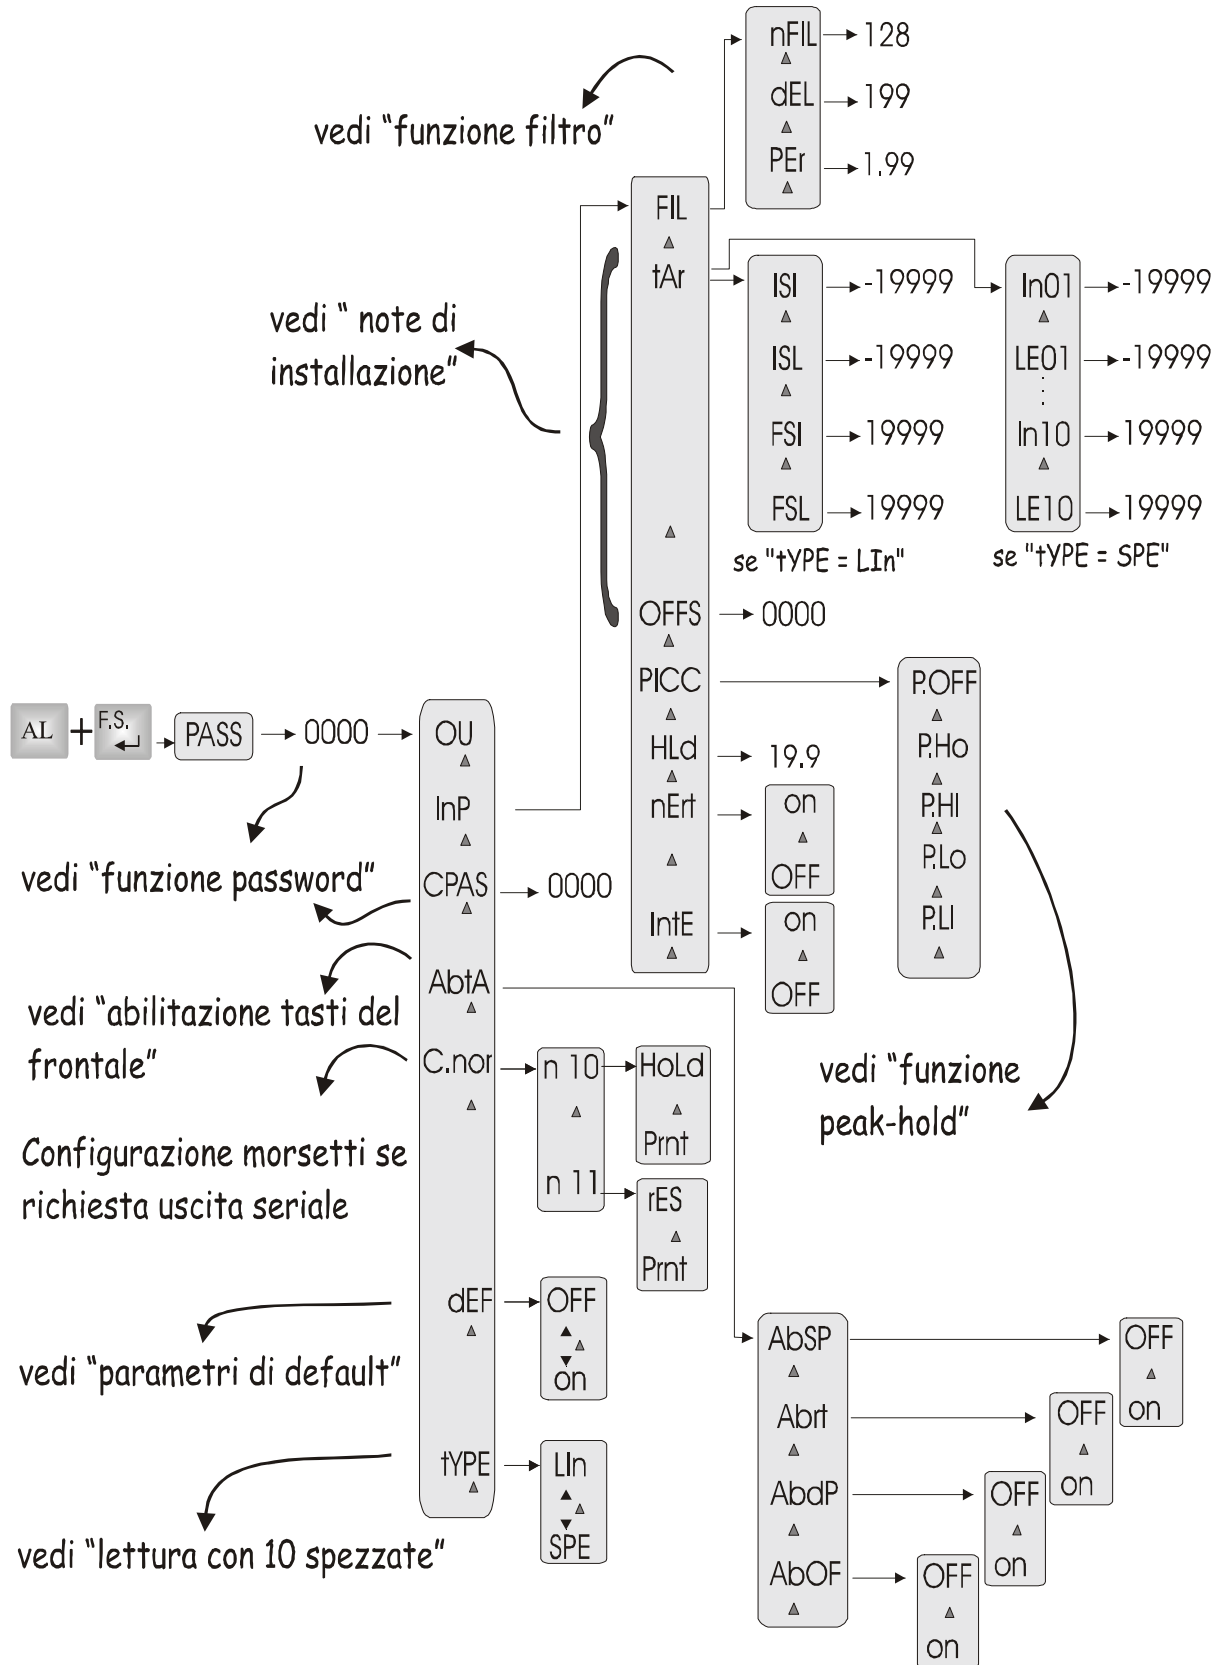 nFIL
128
dEL
199
PEr
1.99
vedi “funzione filtro”
FIL
tAr
ISI
-19999
ISL
-19999
FSI
19999
FSL
19999
se "tYPE = LIn"
In01
-19999
LE01
-19999
In10
19999
LE10
19999
se "tYPE = SPE"
vedi “ note di
installazione”
OFFS
0000
PICC
HLd
19.9
nErt
on
OFF
IntE
on
OFF
P.OFF
P.Ho
P.HI
P.Lo
P.LI
vedi “funzione
peak-hold”
AL
+
F.S.
PASS
0000
OU
InP
CPAS
0000
AbtA
C.nor
n 10
n 11
HoLd
Prnt
rES
Prnt
dEF
OFF
on
tYPE
LIn
SPE
vedi “funzione password”
vedi “abilitazione tasti del
frontale”
Configurazione morsetti se
richiesta uscita seriale
vedi “parametri di default”
vedi “lettura con 10 spezzate”
AbSP
OFF
on
Abrt
OFF
on
AbdP
OFF
on
AbOF
OFF
on